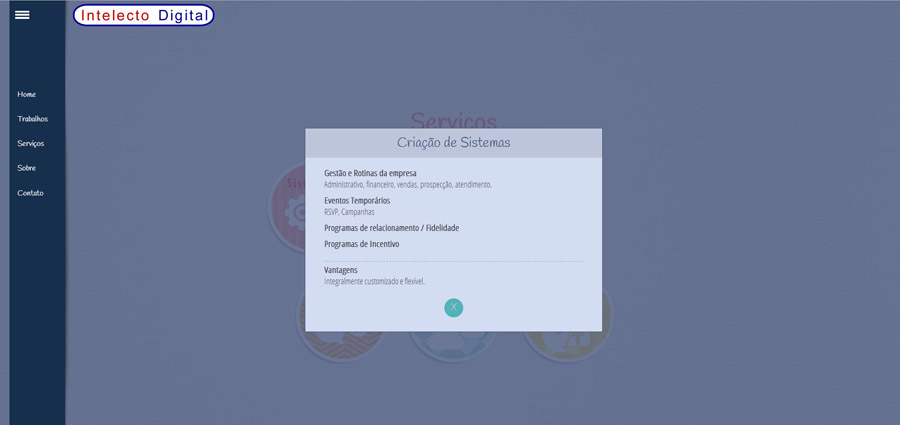 Intelecto Digital
Home
Trabalhos
Serviços
Sobre
Contato
Serviços
Criação de Sistemas
Gestão e Rotinas da empresa
Administrativo, financeiro, vendas, prospecção, atendimento.
Eventos Temporários
RSVP, Campanhas
Programas de relacionamento / Fidelidade
Programas de Incentivo
Vantagens
Integralmente customizado e flexível.
X